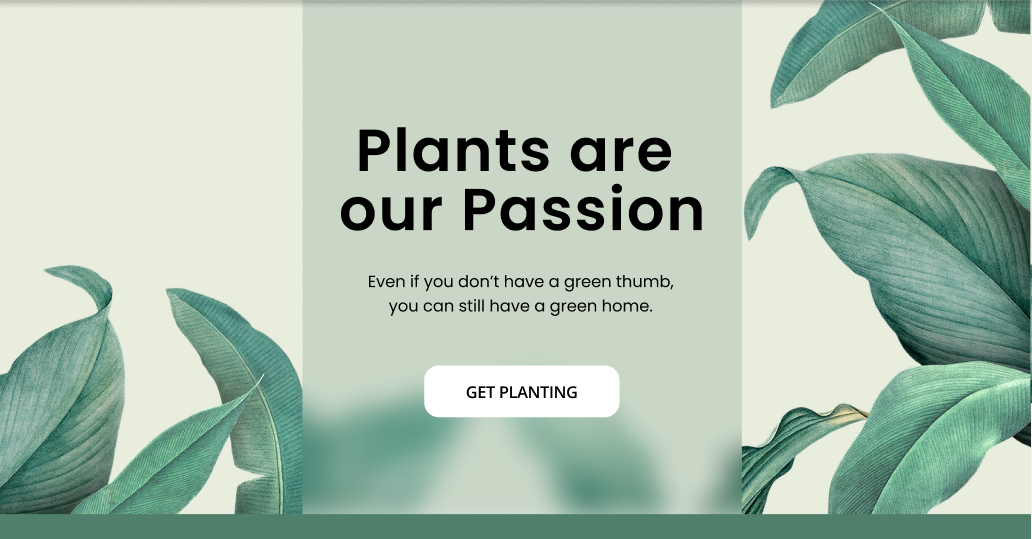 Plants are
our Passion
Even if you don’t have a green thumb,
you can still have a green home.
GET PLANTING